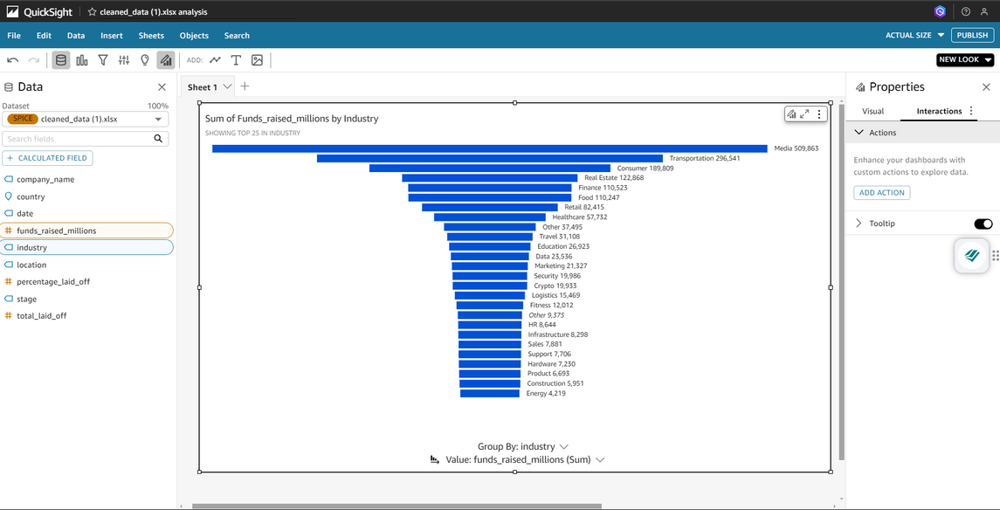 QuickSight
cleaned_data (1).xlsx analysis
File Edit Data Insert Sheets Objects Search
ACTUAL SIZE
PUBLISH
ADD:
NEW LOOK
Data
Dataset 100%
SPICE cleaned_data (1).xlsx
Search fields
+ CALCULATED FIELD
company_name
country
date
# funds_raised_millions
industry
location
# percentage_laid_off
stage
# total_laid_off
Sheet 1
Sum of Funds_raised_millions by Industry
SHOWING TOP 25 IN INDUSTRY
Media 509,863
Transportation 296,541
Consumer 189,809
Real Estate 122,868
Finance 110,523
Food 110,247
Retail 82,415
Healthcare 57,732
Other 37,495
Travel 31,108
Education 26,923
Data 23,536
Marketing 21,327
Security 19,986
Crypto 19,933
Logistics 15,469
Fitness 12,012
Other 9,375
HR 8,644
Infrastructure 8,298
Sales 7,881
Support 7,706
Hardware 7,230
Product 6,693
Construction 5,951
Energy 4,219
Group By: industry
Value: funds_raised_millions (Sum)
Properties
Visual Interactions
Actions
Enhance your dashboards with
custom actions to explore data.
ADD ACTION
Tooltip